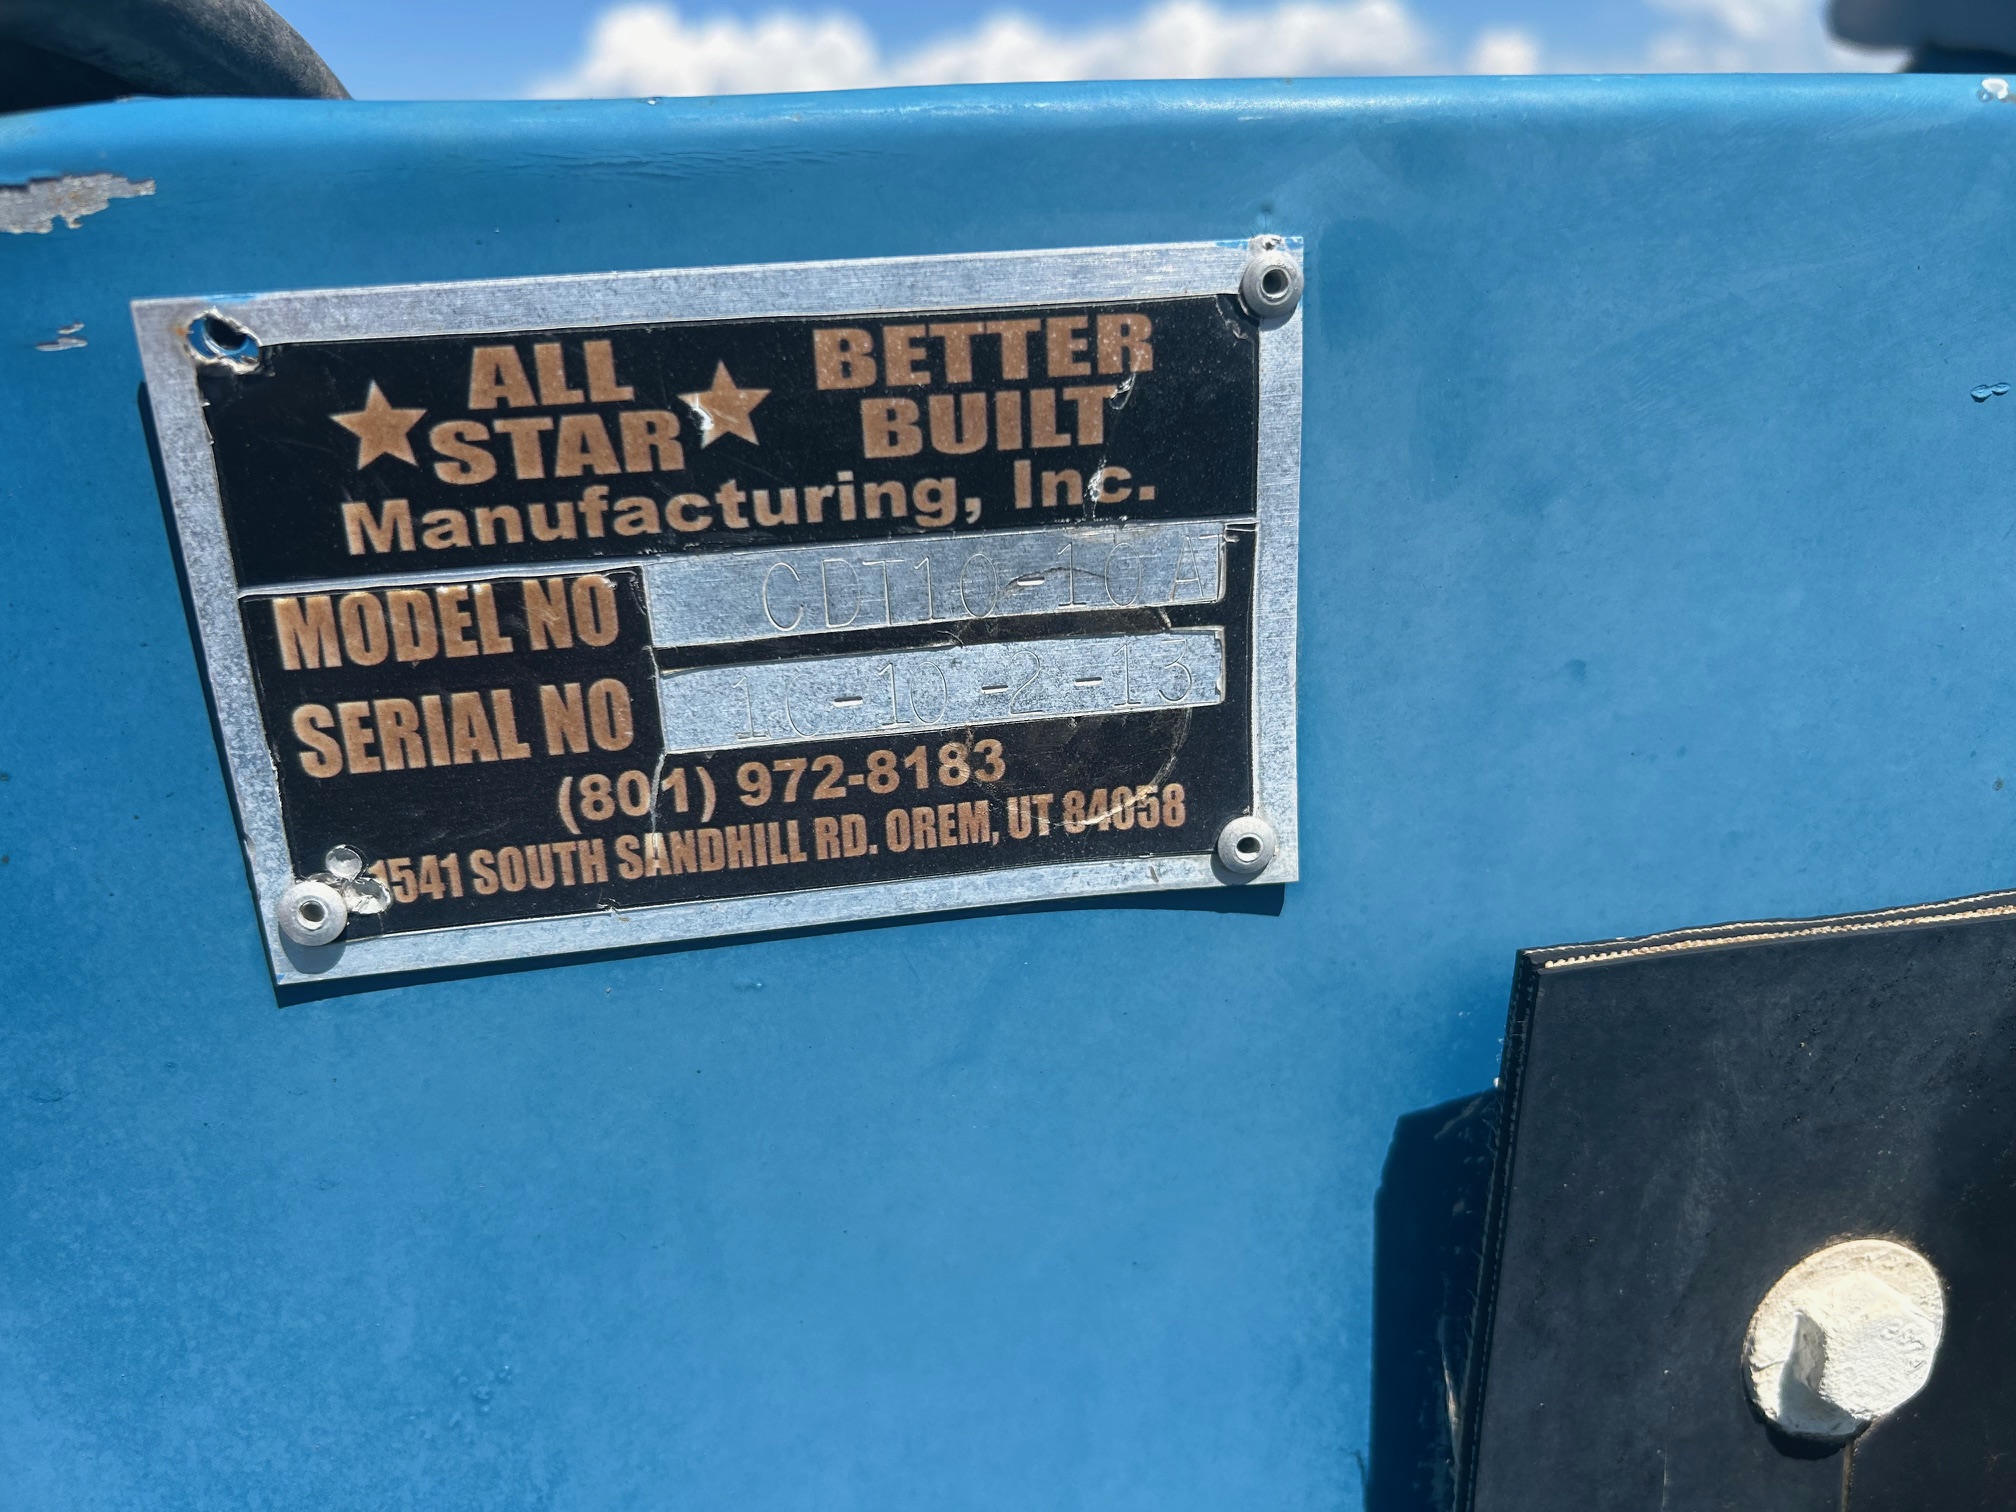 ALL STAR
BETTER BUILT
Manufacturing, Inc.
MODEL NO CDT10-10AT
SERIAL NO 10-10-2-13
(801) 972-8183
1541 SOUTH SANDHILL RD. OREM, UT 84058